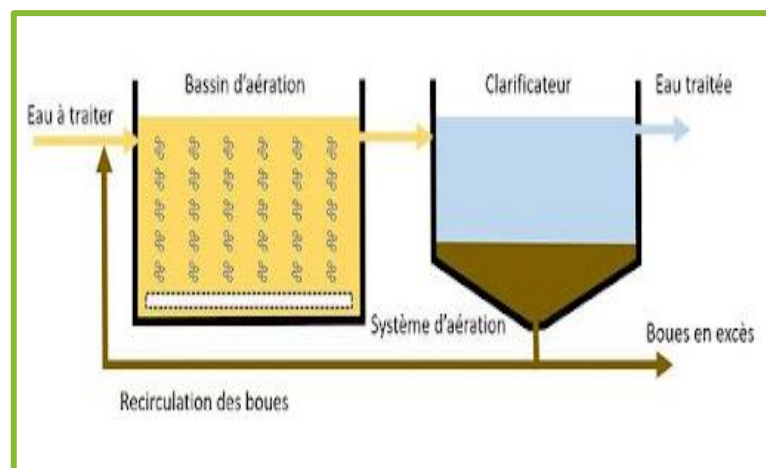 Bassin d'aération
Clarificateur
Eau traitée
Eau à traiter
Système d'aération
Boues en excès
Recirculation des boues